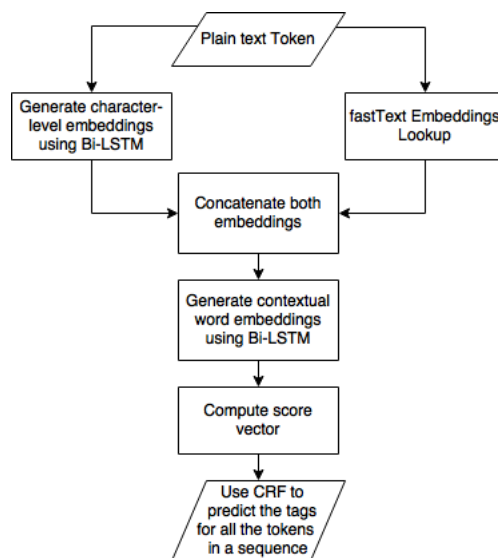 Plain text Token
Generate character-
level embeddings
using Bi-LSTM
fastText Embeddings
Lookup
Concatenate both
embeddings
Generate contextual
word embeddings
using Bi-LSTM
Compute score
vector
Use CRF to
predict the tags
for all the tokens
in a sequence